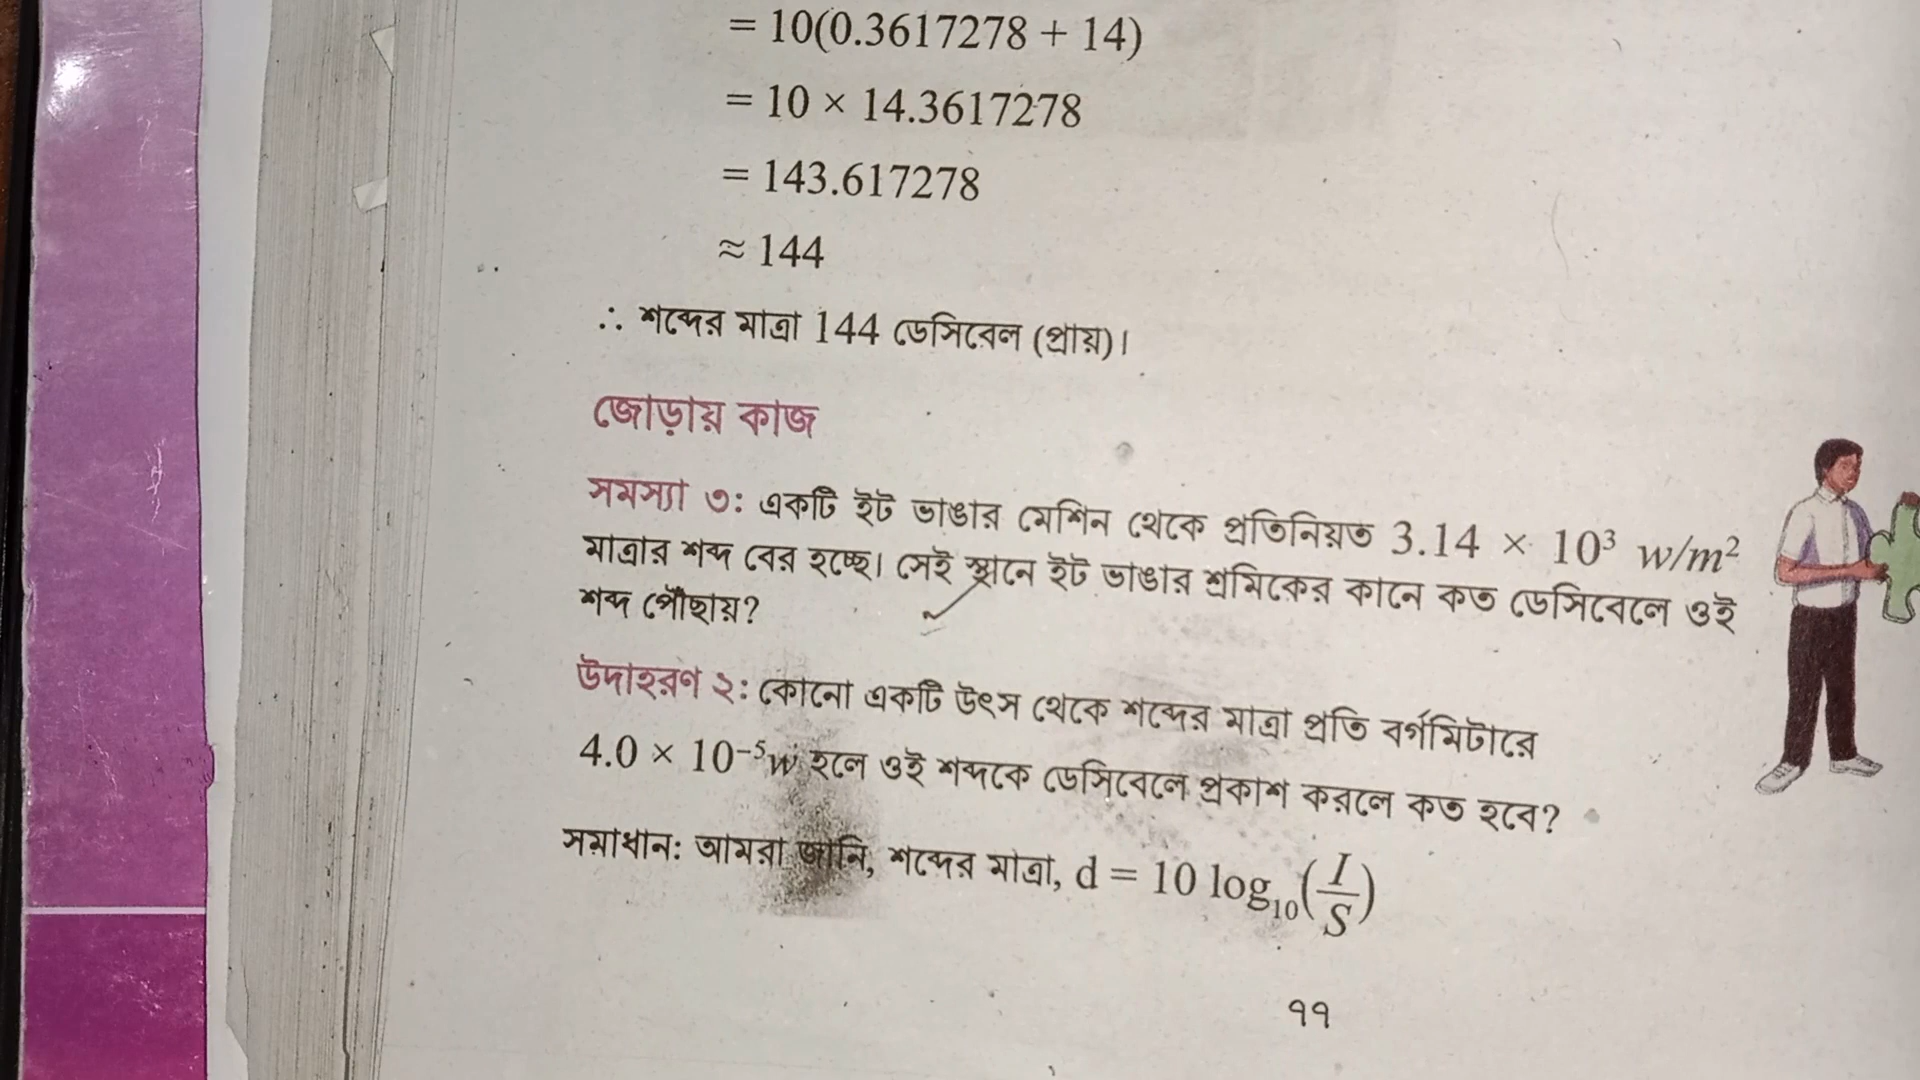 = 10(0.3617278 + 14)
= 10 × 14.3617278
= 143.617278
≈ 144
∴ শব্দের মাত্রা 144 ডেসিবেল (প্রায়)।
জোড়ায় কাজ
সমস্যা ৩: একটি ইট ভাঙার মেশিন থেকে প্রতিনিয়ত 3.14 × 10³ w/m²
মাত্রার শব্দ বের হচ্ছে। সেই স্থানে ইট ভাঙার শ্রমিকের কানে কত ডেসিবেলে ওই
শব্দ পৌঁছায়?
উদাহরণ ২: কোনো একটি উৎস থেকে শব্দের মাত্রা প্রতি বর্গমিটারে
4.0 × 10⁻⁵w হলে ওই শব্দকে ডেসিবেলে প্রকাশ করলে কত হবে?
সমাধান: আমরা জানি, শব্দের মাত্রা, d = 10 log₁₀(I/S)
৭৭